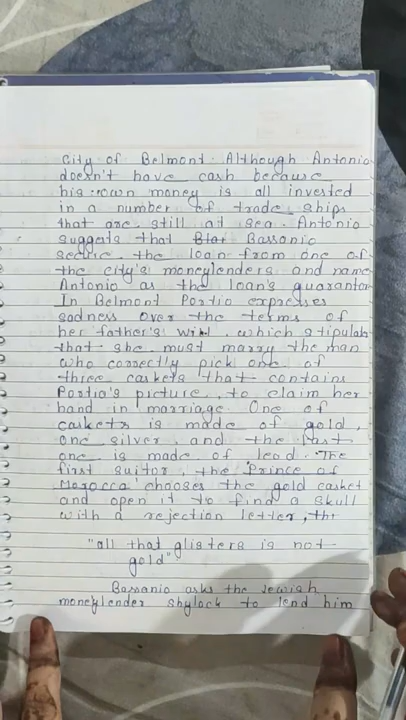 City of Belmont. Although Antonio
doesn't have cash because
his own money is all invested
in a number of trade ships
that are still at sea. Antonio
suggests that Bassanio
secure the loan from one of
the city's moneylenders and name
Antonio as the loan's guarantor
In Belmont Portio expresses
sadness over the terms of
her father's will, which stipulats
that she must marry the man
who correctly pick one of
three caskets that contains
Portia's picture, to claim her
hand in marriage. One of
caskets is made of gold,
one silver, and the last
one is made of lead. The
first suitor, the Prince of
Morocca chooses the gold casket
and open it to find a skull
with a rejection letter, the
"all that glisters is not
gold"
Bassanio asks the Jewish
moneylender shylock to lend him